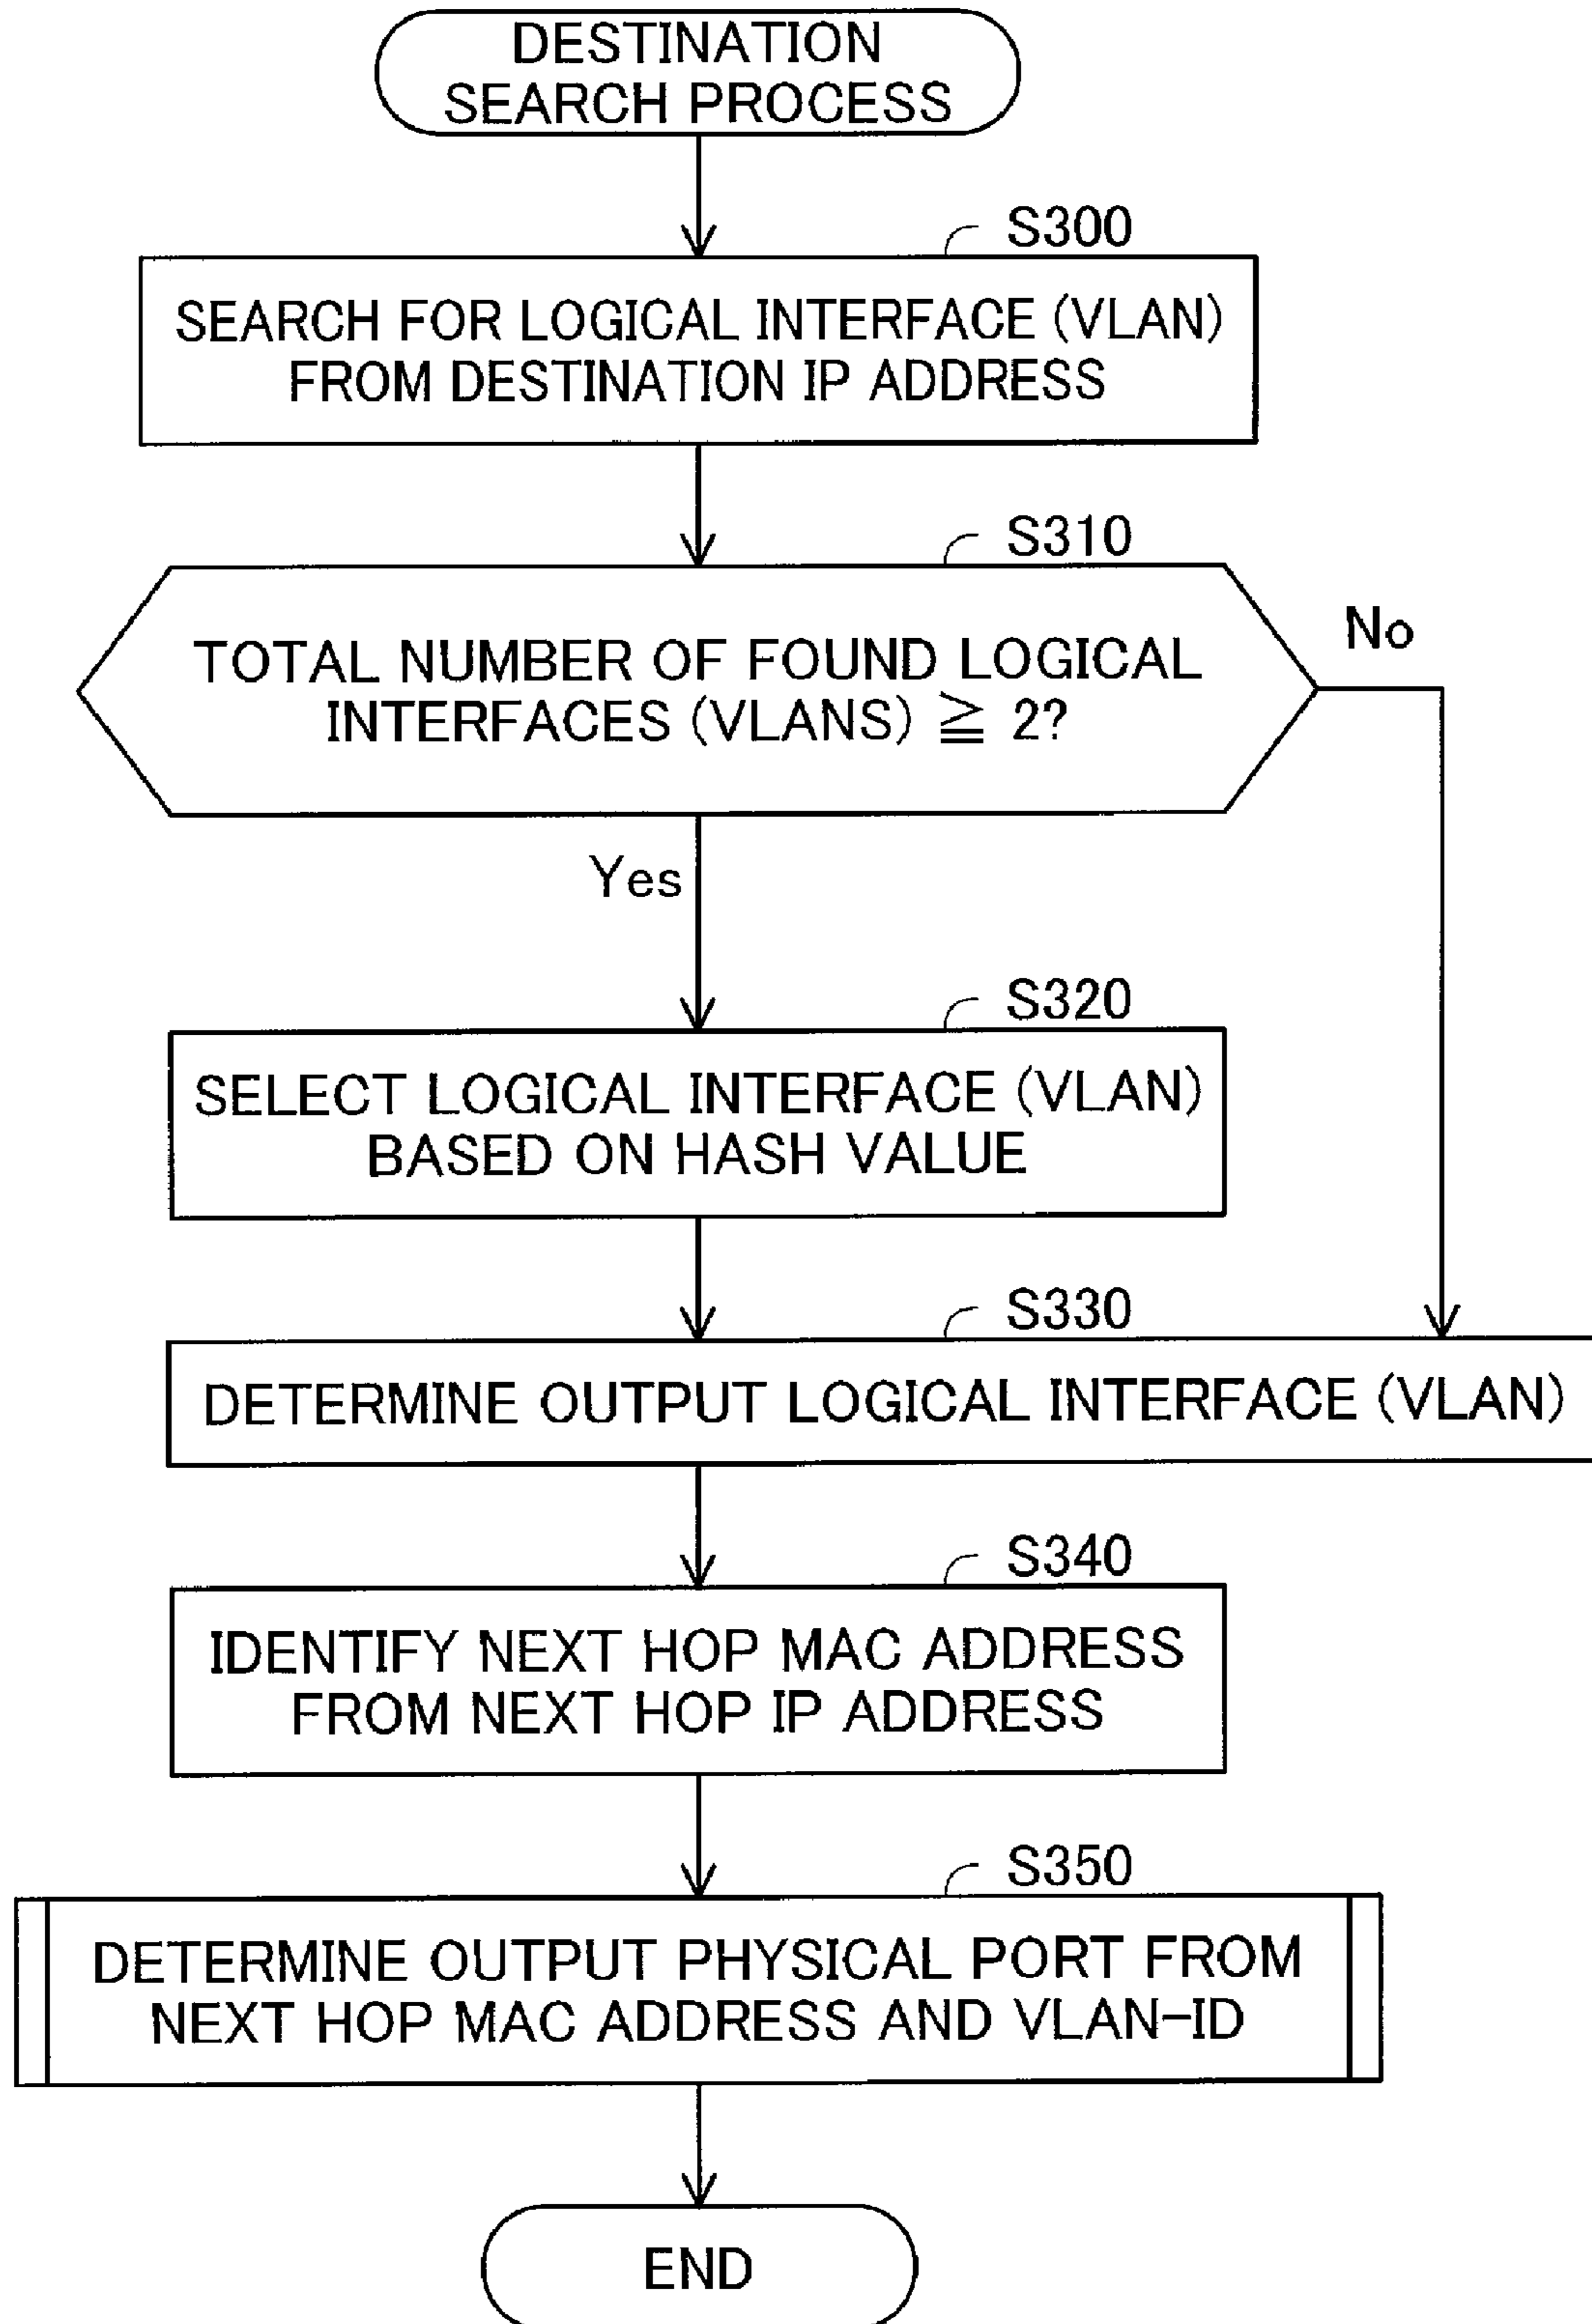 DESTINATION
SEARCH PROCESS
S300
SEARCH FOR LOGICAL INTERFACE (VLAN)
FROM DESTINATION IP ADDRESS
S310
TOTAL NUMBER OF FOUND LOGICAL
INTERFACES (VLANS) ≧ 2?
No
Yes
S320
SELECT LOGICAL INTERFACE (VLAN)
BASED ON HASH VALUE
S330
DETERMINE OUTPUT LOGICAL INTERFACE (VLAN)
S340
IDENTIFY NEXT HOP MAC ADDRESS
FROM NEXT HOP IP ADDRESS
S350
DETERMINE OUTPUT PHYSICAL PORT FROM
NEXT HOP MAC ADDRESS AND VLAN-ID
END